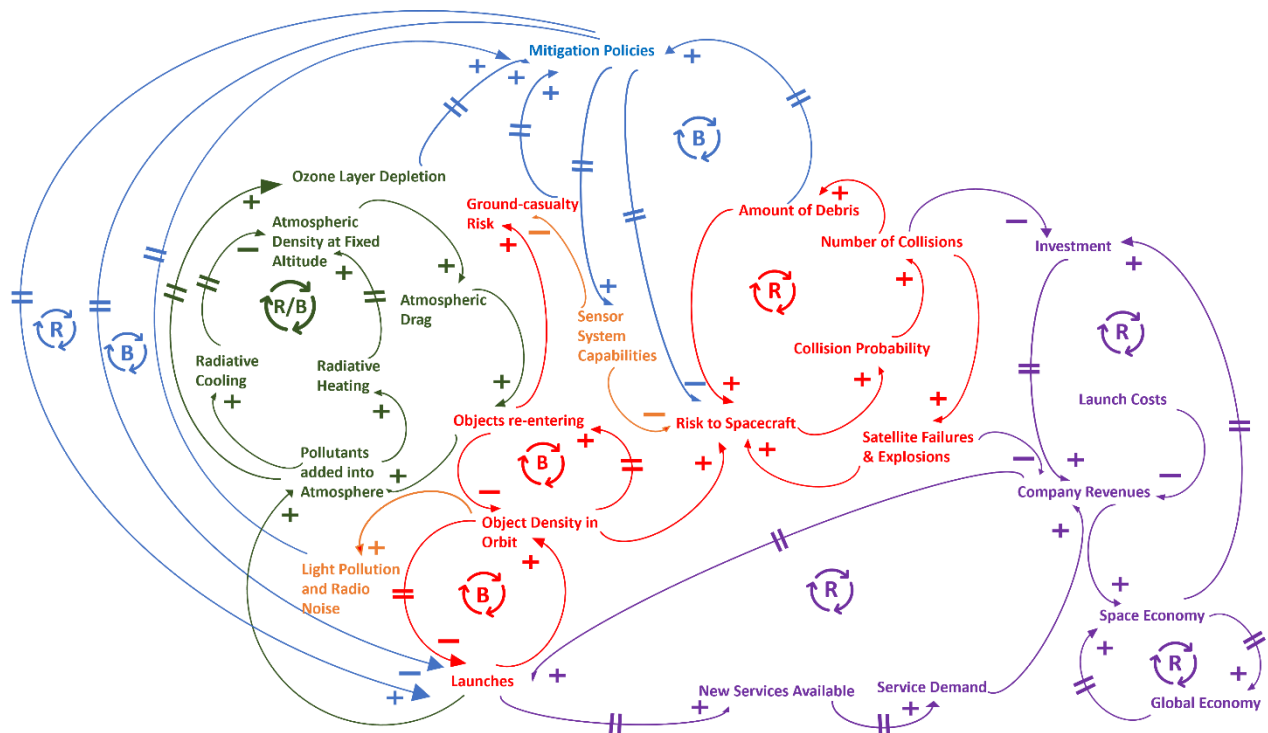 Mitigation Policies
Ozone Layer Depletion
Atmospheric
Density at Fixed
Altitude
Ground-casualty
Risk
Amount of Debris
Number of Collisions
Investment
R/B
B
R
R
R
B
Atmospheric
Drag
Sensor
System
Capabilities
Radiative
Cooling
Radiative
Heating
Collision Probability
Launch Costs
Objects re-entering
Risk to Spacecraft
Satellite Failures
& Explosions
Pollutants
added into
Atmosphere
B
Company Revenues
Object Density in
Orbit
Light Pollution
and Radio
Noise
B
R
Space Economy
R
Launches
New Services Available
Service Demand
Global Economy